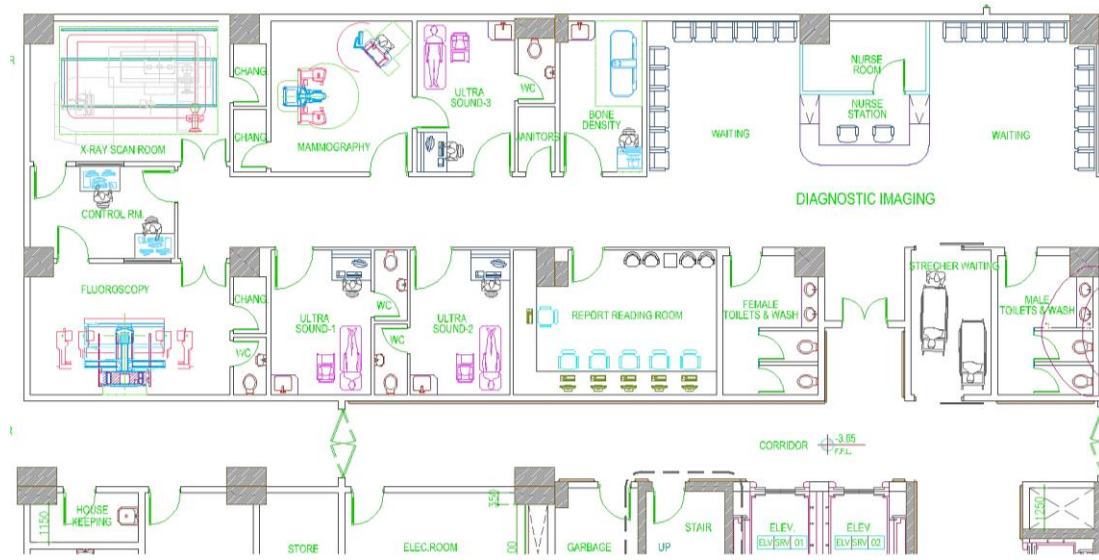 X-RAY SCAN ROOM
CHANG
CHANG
MAMMOGRAPHY
ULTRA
SOUND-3
WC
JANITORS
BONE
DENSITY
WAITING
NURSE
ROOM
NURSE
STATION
WAITING
DIAGNOSTIC IMAGING
CONTROL RM.
FLUOROSCOPY
CHANG
WC
ULTRA
SOUND-1
WC
WC
ULTRA
SOUND-2
REPORT READING ROOM
FEMALE
TOILETS & WASH
STRECHER WAITING
MALE
TOILETS & WASH
CORRIDOR
-3.65
F.F.L.
HOUSE
KEEPING
1150
STORE
ELEC.ROOM
350
GARBAGE
STAIR
UP
ELEV.
ELV SRV 01
ELEV.
ELV SRV 02
1250